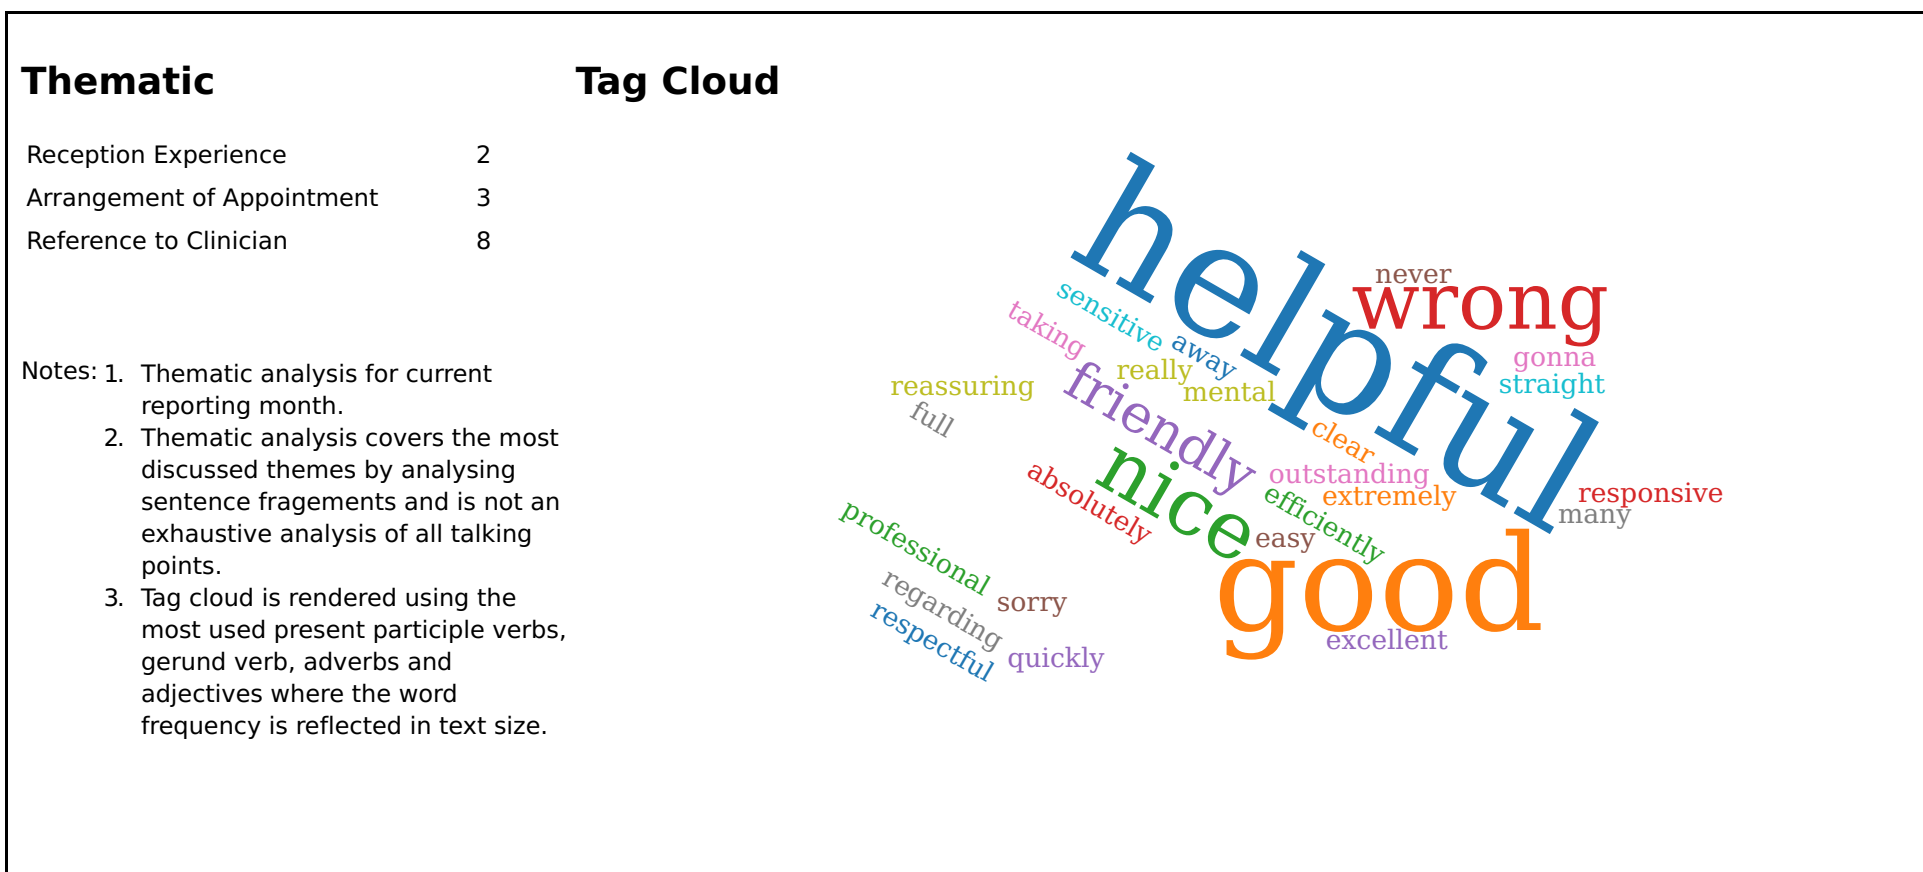 Thematic
Tag Cloud
Reception Experience 2
Arrangement of Appointment 3
Reference to Clinician 8
Notes: 1. Thematic analysis for current
reporting month.
2. Thematic analysis covers the most
discussed themes by analysing
sentence fragements and is not an
exhaustive analysis of all talking
points.
3. Tag cloud is rendered using the
most used present participle verbs,
gerund verb, adverbs and
adjectives where the word
frequency is reflected in text size.
helpful
never
wrong
sensitive
taking
away
gonna
really
straight
reassuring
mental
friendly
full
clear
nice
outstanding
absolutely
efficiently
extremely
responsive
many
professional
easy
good
regarding
sorry
respectful
excellent
quickly